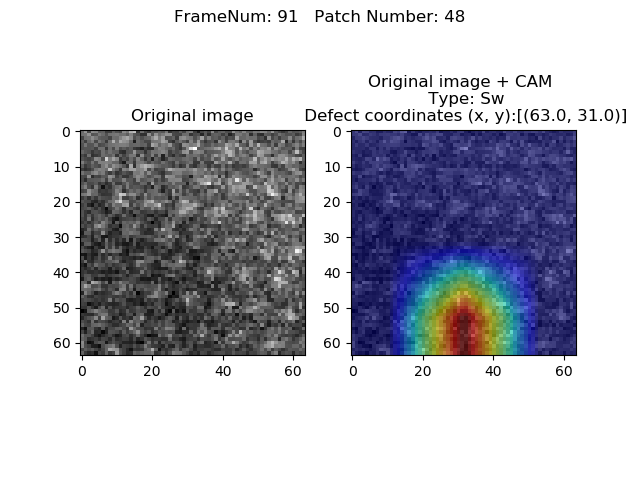 FrameNum: 91   Patch Number: 48
Original image
0
10
20
30
40
50
60
0 20 40 60
Original image + CAM
Type: Sw
Defect coordinates (x, y):[(63.0, 31.0)]
0
10
20
30
40
50
60
0 20 40 60